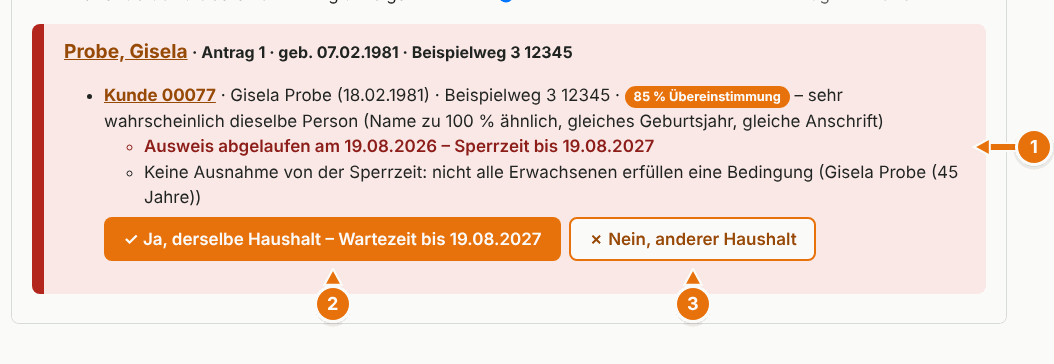 Probe, Gisela · Antrag 1 · geb. 07.02.1981 · Beispielweg 3 12345
• Kunde 00077 · Gisela Probe (18.02.1981) · Beispielweg 3 12345 · 85 % Übereinstimmung – sehr
wahrscheinlich dieselbe Person (Name zu 100 % ähnlich, gleiches Geburtsjahr, gleiche Anschrift)
◦ Ausweis abgelaufen am 19.08.2026 – Sperrzeit bis 19.08.2027
1
◦ Keine Ausnahme von der Sperrzeit: nicht alle Erwachsenen erfüllen eine Bedingung (Gisela Probe (45
Jahre))
✓ Ja, derselbe Haushalt – Wartezeit bis 19.08.2027
× Nein, anderer Haushalt
2
3